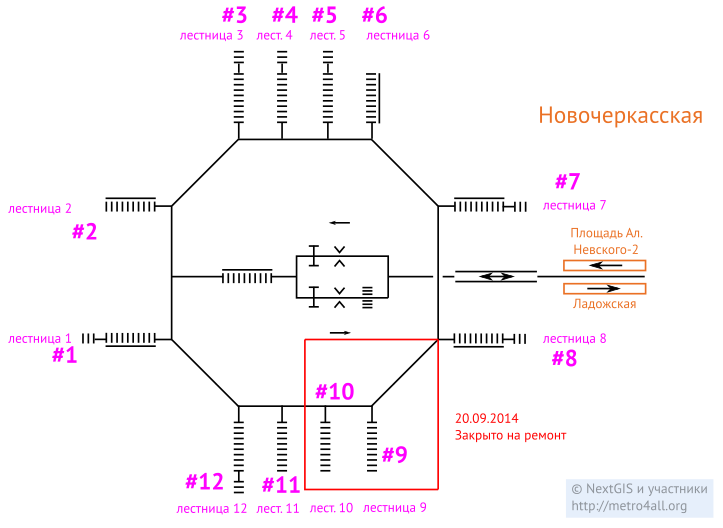 #3 #4 #5 #6
лестница 3 лест. 4 лест. 5 лестница 6
Новочеркасская
#7
лестница 2 лестница 7
#2
Площадь Ал.
Невского-2
Ладожская
лестница 1 лестница 8
#1 #8
#10
20.09.2014
Закрыто на ремонт
#9
#12 #11
лестница 12 лест. 11 лест. 10 лестница 9
© NextGIS и участники
http://metro4all.org